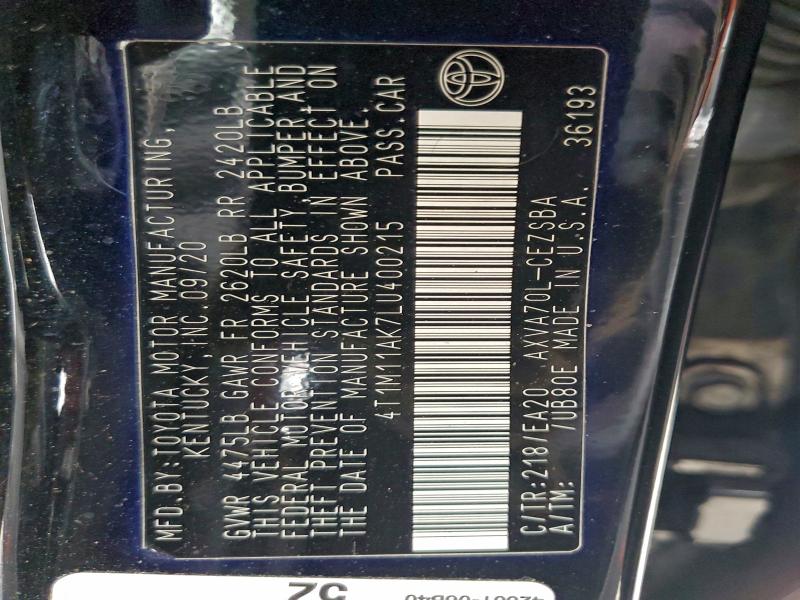 MFD.BY:TOYOTA MOTOR MANUFACTURING,
KENTUCKY, INC. 09/20
GVWR 4475LB GAWR FR 2620LB RR 2420LB
THIS VEHICLE CONFORMS TO ALL APPLICABLE
FEDERAL MOTOR VEHICLE SAFETY, BUMPER, AND
THEFT PREVENTION STANDARDS IN EFFECT ON
THE DATE OF MANUFACTURE SHOWN ABOVE.
4T1M11AK7LU400215 PASS.CAR
C/TR:218/EA20 AXVA70L-CEZSBA
A/TM: /UB80E MADE IN U.S.A. 36193
52